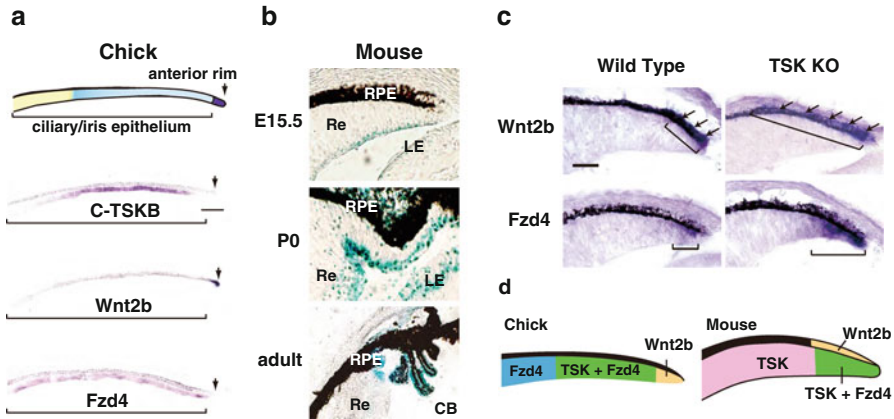 a
Chick
anterior rim
ciliary/iris epithelium
C-TSKB
Wnt2b
Fzd4
b
Mouse
E15.5
RPE
Re
LE
P0
RPE
Re
LE
adult
RPE
Re
CB
c
Wild Type
TSK KO
Wnt2b
Fzd4
d
Chick
Wnt2b
Fzd4
TSK + Fzd4
Mouse
Wnt2b
TSK
TSK + Fzd4